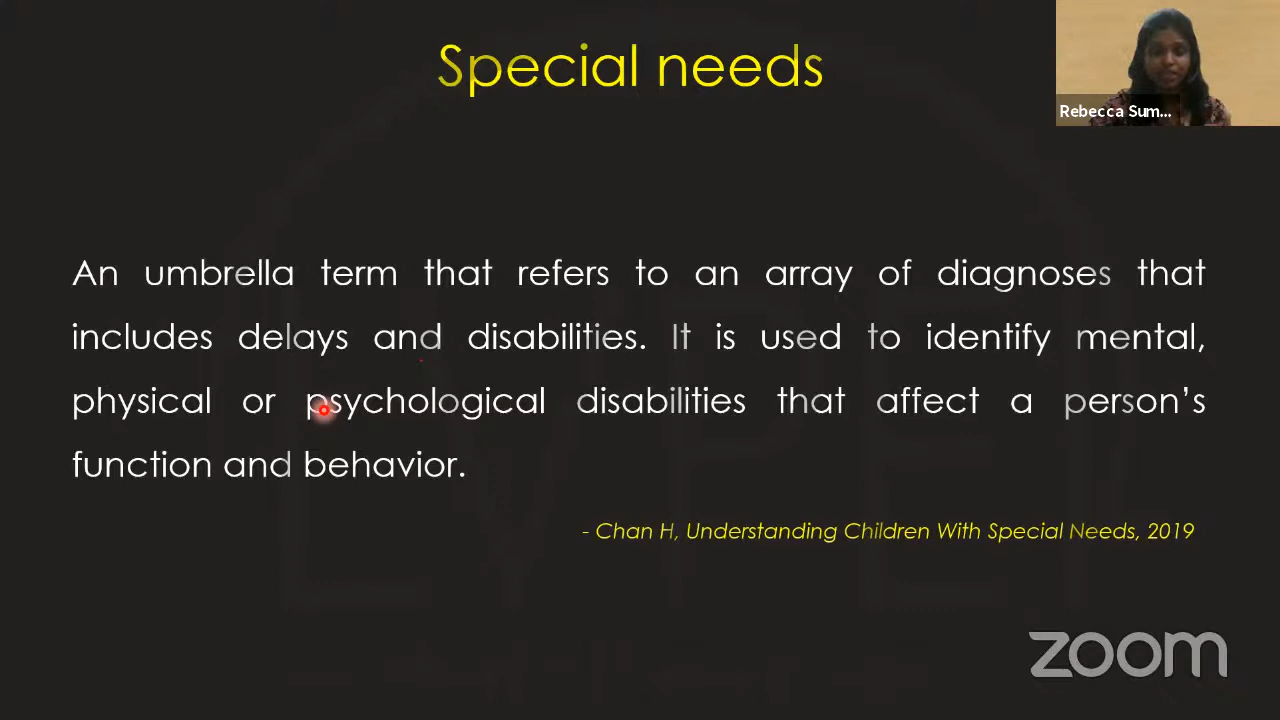 Special needs
Rebecca Sum...
An umbrella term that refers to an array of diagnoses that
includes delays and disabilities. It is used to identify mental,
physical or psychological disabilities that affect a person’s
function and behavior.
- Chan H, Understanding Children With Special Needs, 2019
zoom